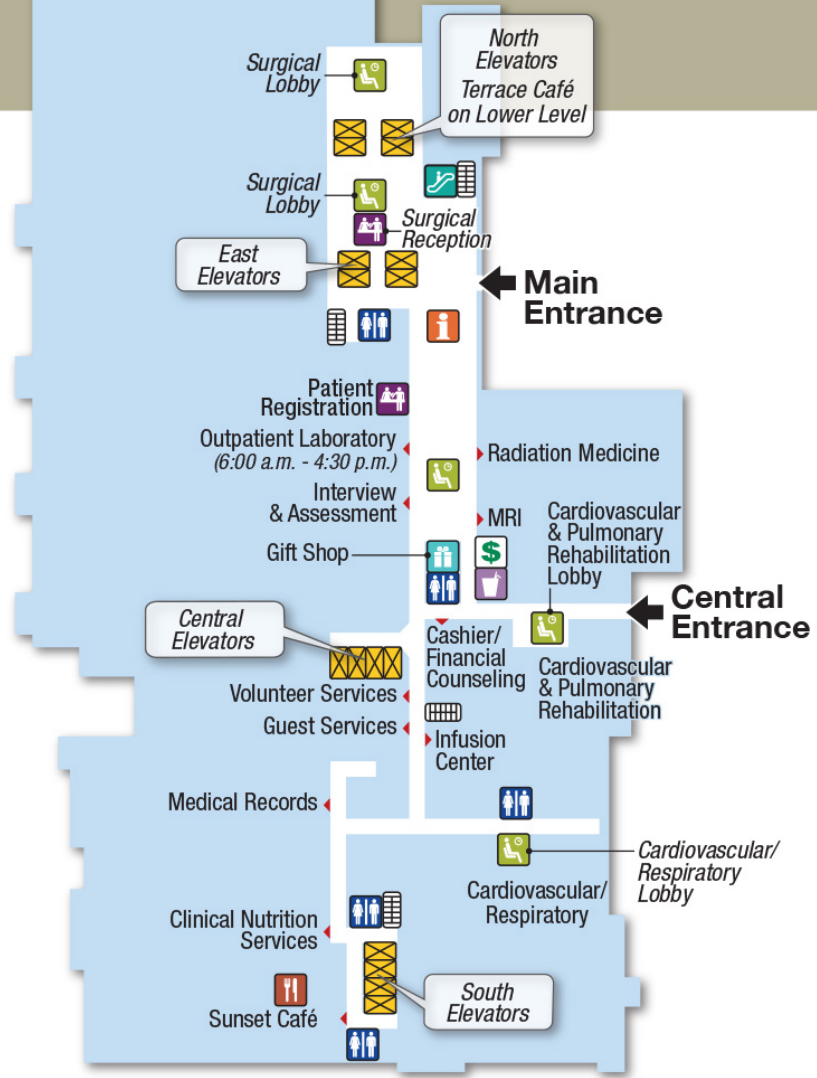 Surgical
Lobby
North
Elevators
Terrace Café
on Lower Level
Surgical
Lobby
Surgical
Reception
East
Elevators
Main
Entrance
i
Patient
Registration
Outpatient Laboratory
(6:00 a.m. - 4:30 p.m.)
Radiation Medicine
Interview
& Assessment
MRI
Cardiovascular
& Pulmonary
Rehabilitation
Lobby
Gift Shop
$
Central
Entrance
Central
Elevators
Cashier/
Financial
Counseling
Cardiovascular
& Pulmonary
Rehabilitation
Volunteer Services
Guest Services
Infusion
Center
Medical Records
Cardiovascular/
Respiratory
Lobby
Cardiovascular/
Respiratory
Clinical Nutrition
Services
South
Elevators
Sunset Café